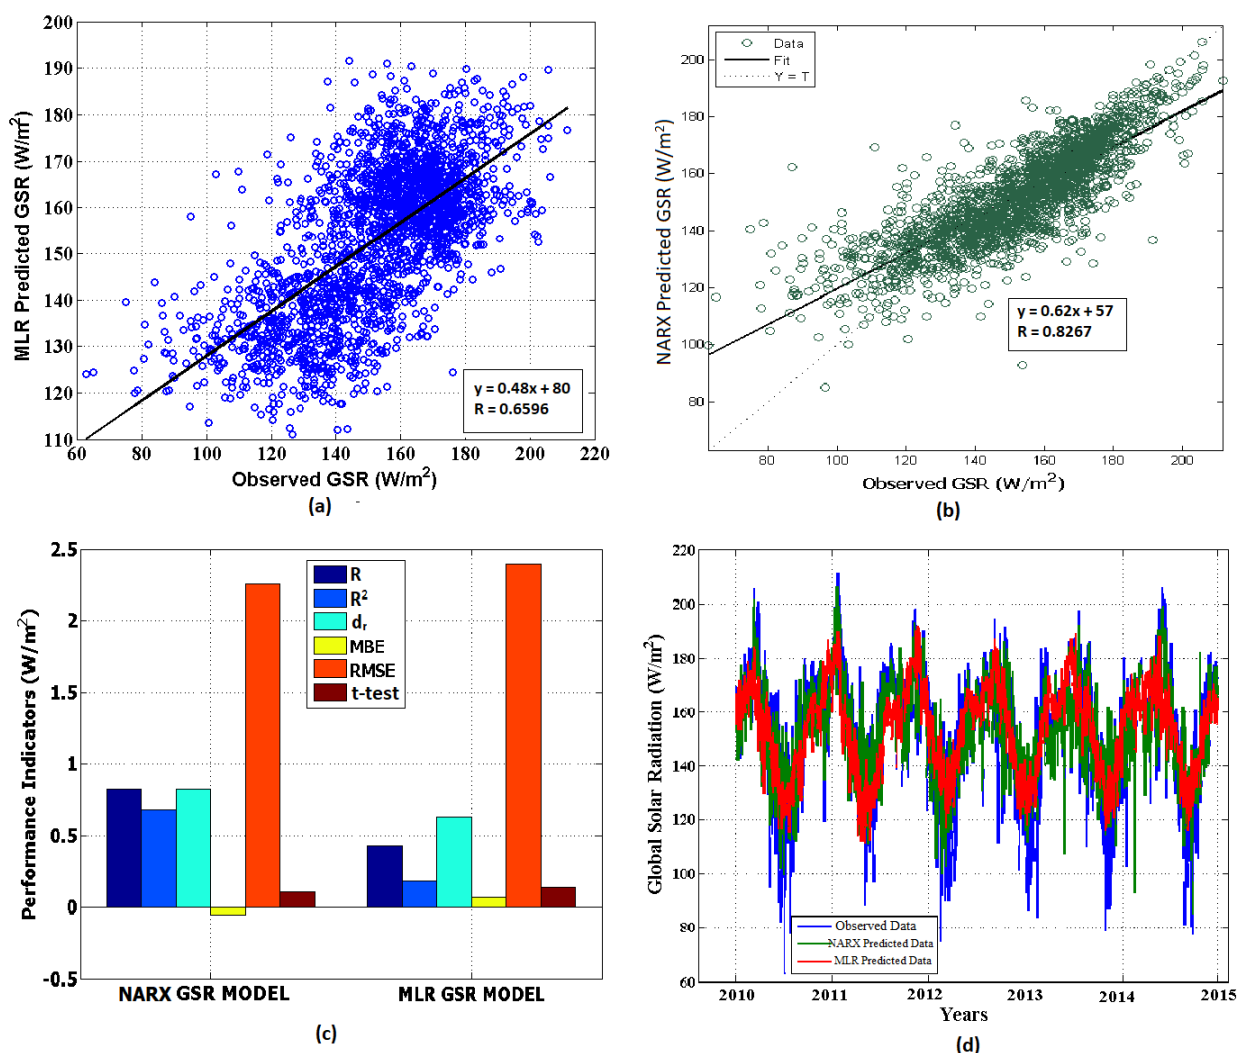 200
190
180
170
160
150
140
130
120
110
MLR Predicted GSR (W/m²)
y = 0.48x + 80
R = 0.6596
60 80 100 120 140 160 180 200 220
Observed GSR (W/m²)
(a)
Data
Fit
Y = T
200
180
160
140
120
100
80
NARX Predicted GSR (W/m²)
y = 0.62x + 57
R = 0.8267
80 100 120 140 160 180 200
Observed GSR (W/m²)
(b)
2.5
2
1.5
1
0.5
0
-0.5
Performance Indicators (W/m²)
R
R²
dᵣ
MBE
RMSE
t-test
NARX GSR MODEL MLR GSR MODEL
(c)
220
200
180
160
140
120
100
80
60
Global Solar Radiation (W/m²)
Observed Data
NARX Predicted Data
MLR Predicted Data
2010 2011 2012 2013 2014 2015
Years
(d)